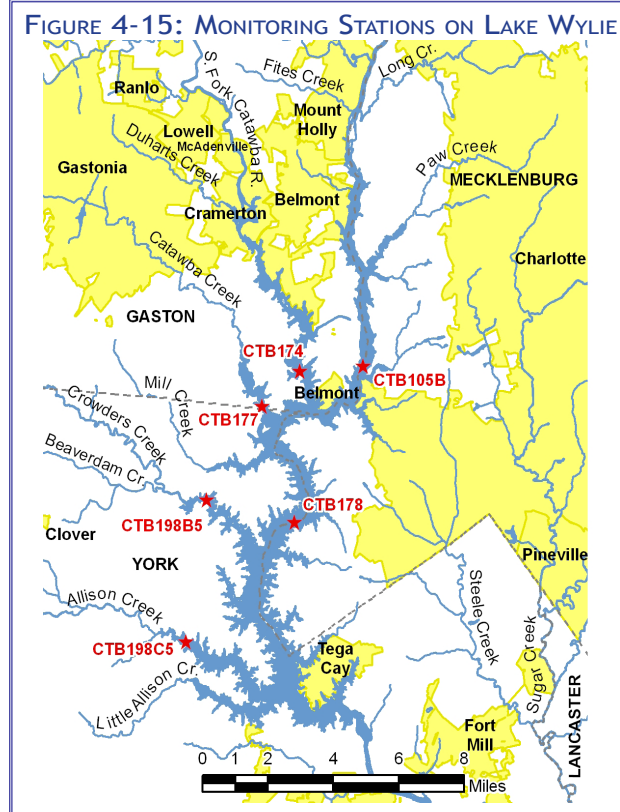 FIGURE 4-15: MONITORING STATIONS ON LAKE WYLIE
Long Cr.
Fites Creek
S. Fork Catawba R.
Ranlo
Mount
Holly
Lowell
McAdenville
Duharts Creek
Paw Creek
Gastonia
MECKLENBURG
Belmont
Cramerton
Catawba Creek
Charlotte
GASTON
CTB174
CTB105B
Mill Creek
Belmont
Crowders Creek
CTB177
Beaverdam Cr.
CTB178
CTB198B5
Clover
Pineville
YORK
Steele Creek
Allison Creek
CTB198C5
Tega
Cay
Sugar Creek
Little Allison Cr.
LANCASTER
Fort
Mill
0 2 4 6 8
Miles